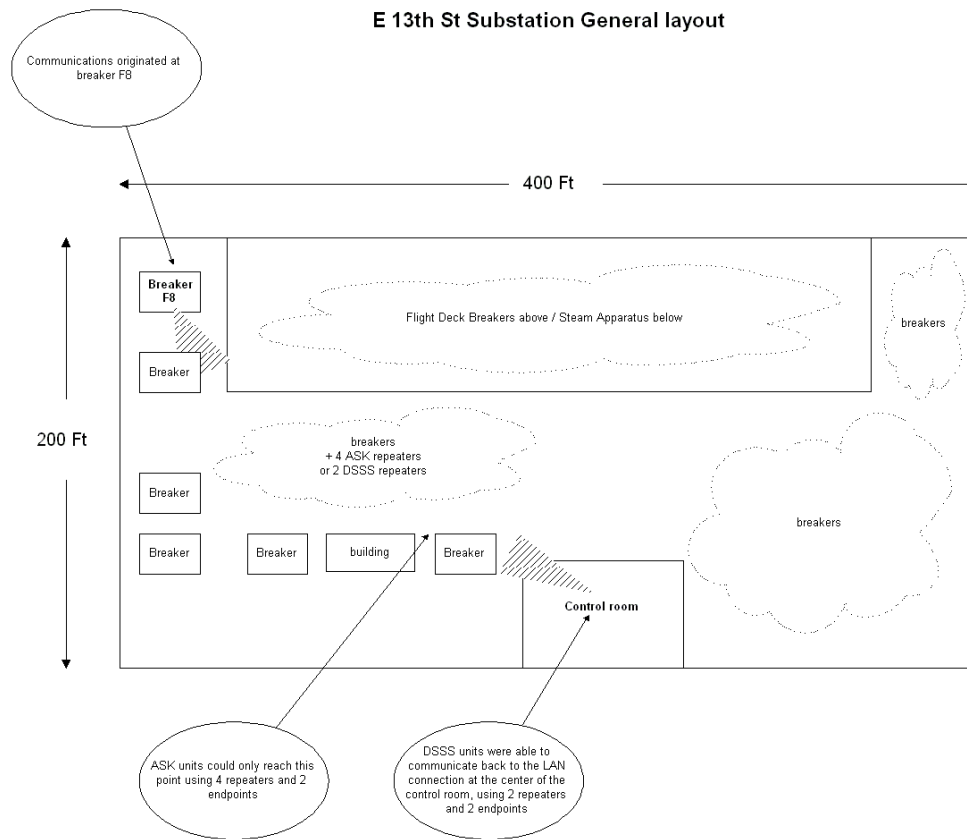 E 13th St Substation General layout
Communications originated at
breaker F8
400 Ft
Breaker
F8
Flight Deck Breakers above / Steam Apparatus below
breakers
Breaker
200 Ft
breakers
+ 4 ASK repeaters
or 2 DSSS repeaters
Breaker
breakers
Breaker
Breaker
building
Breaker
Control room
ASK units could only reach this
point using 4 repeaters and 2
endpoints
DSSS units were able to
communicate back to the LAN
connection at the center of the
control room, using 2 repeaters
and 2 endpoints